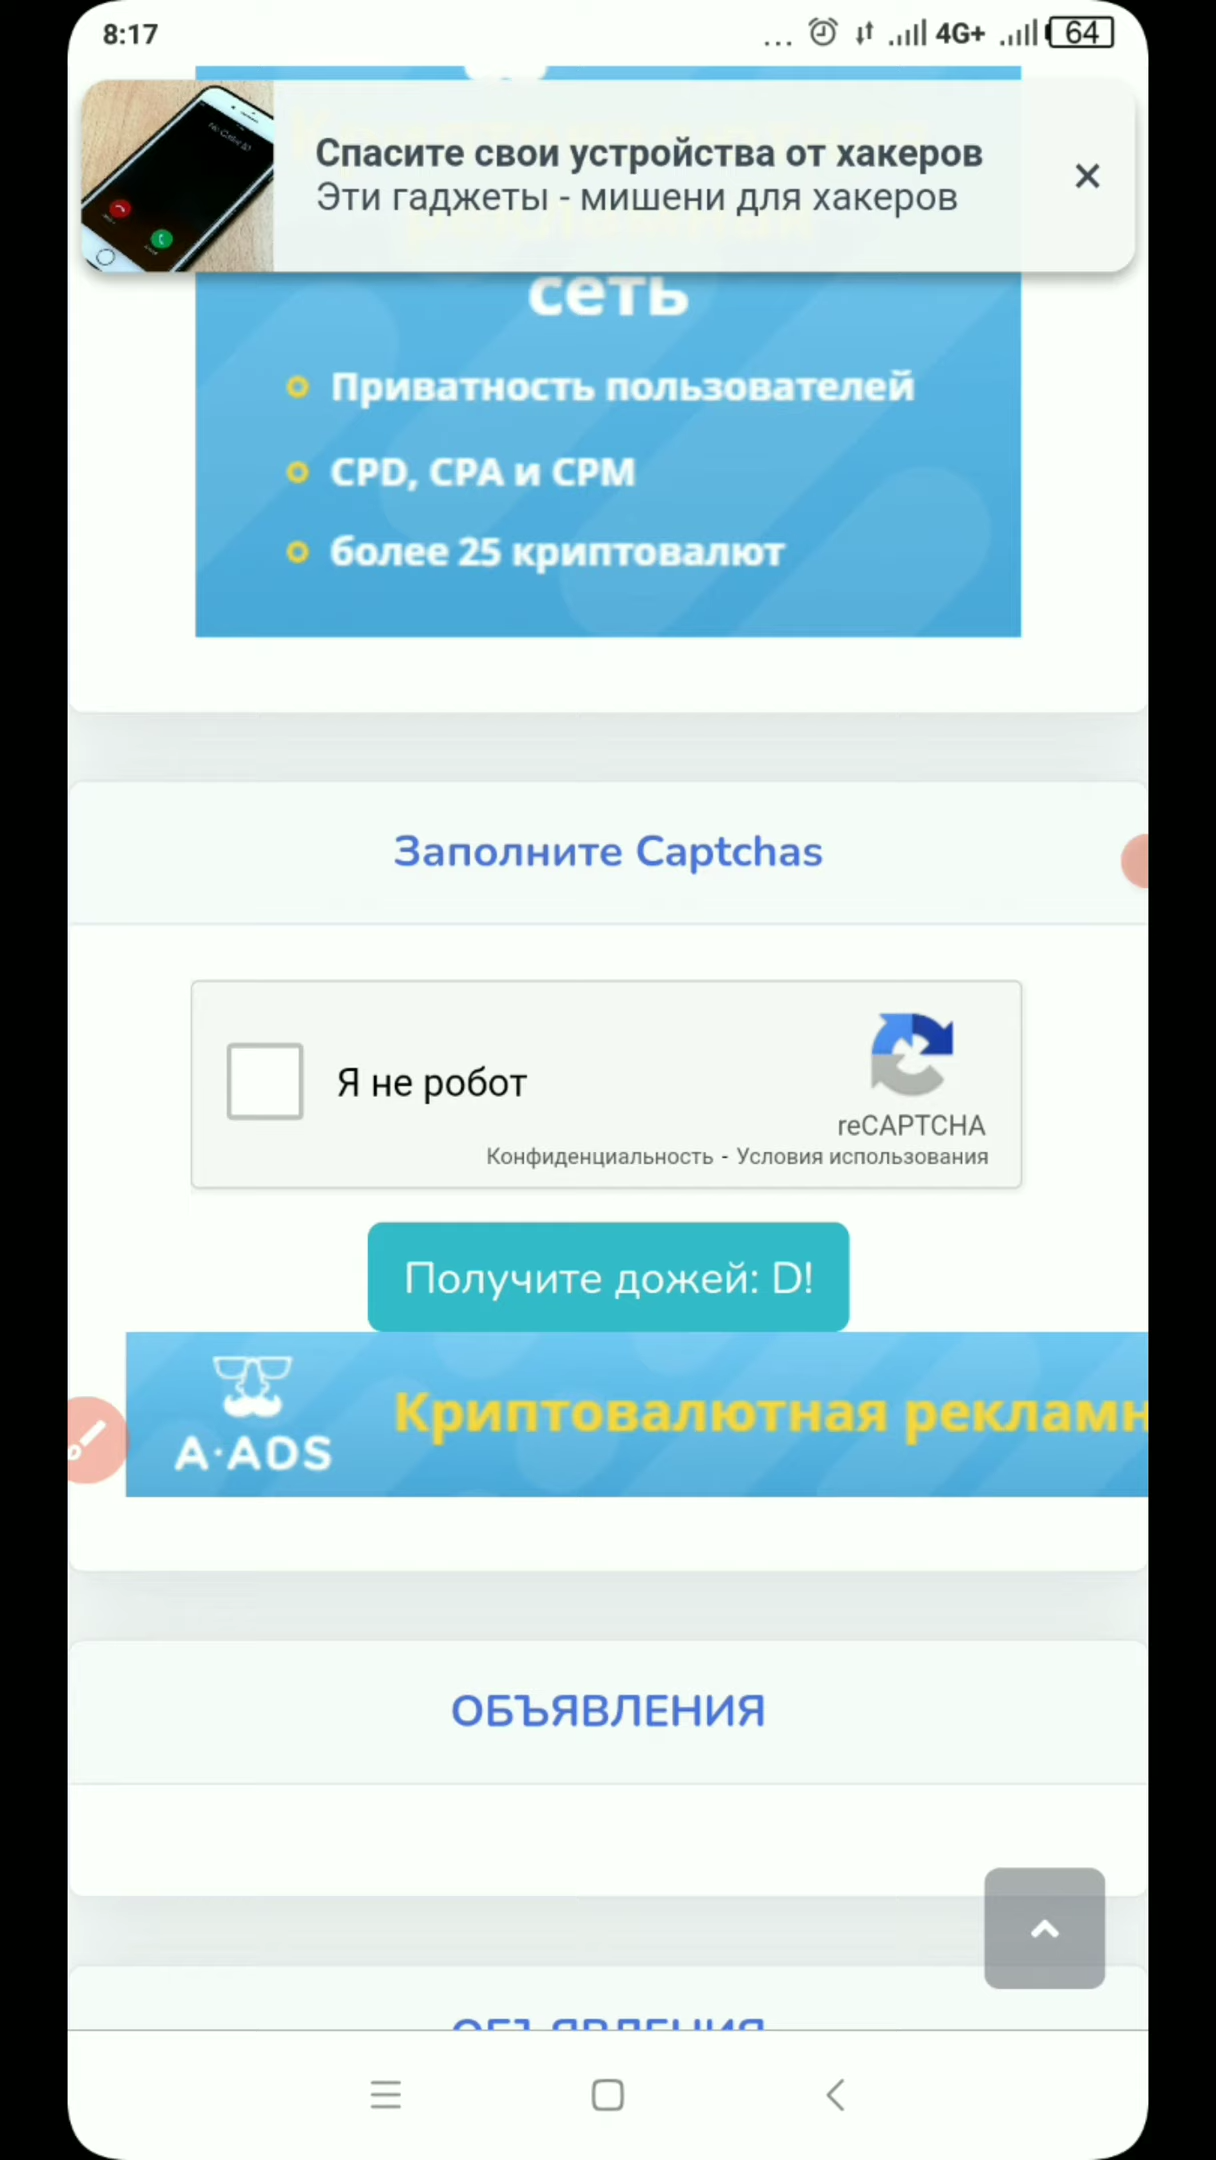 8:17
... 4G+ 64
Спасите свои устройства от хакеров
Эти гаджеты - мишени для хакеров
сеть
Приватность пользователей
CPD, CPA и CPM
более 25 криптовалют
Заполните Captchas
Я не робот
reCAPTCHA
Конфиденциальность - Условия использования
Получите дожей: D!
A·ADS
Криптовалютная рекламн
ОБЪЯВЛЕНИЯ
ОБЪЯВЛЕНИЯ